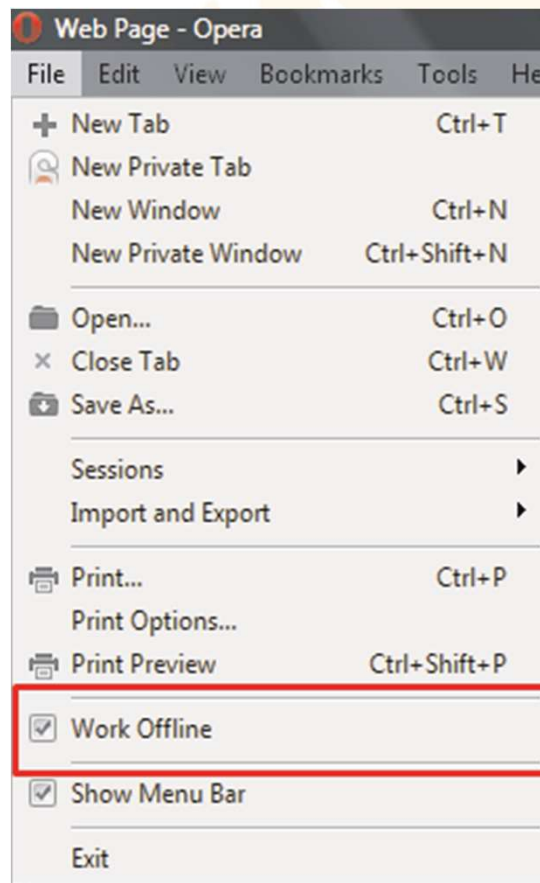 Web Page - Opera
File Edit View Bookmarks Tools He
New Tab Ctrl+T
New Private Tab
New Window Ctrl+N
New Private Window Ctrl+Shift+N
Open... Ctrl+O
Close Tab Ctrl+W
Save As... Ctrl+S
Sessions
Import and Export
Print... Ctrl+P
Print Options...
Print Preview Ctrl+Shift+P
Work Offline
Show Menu Bar
Exit